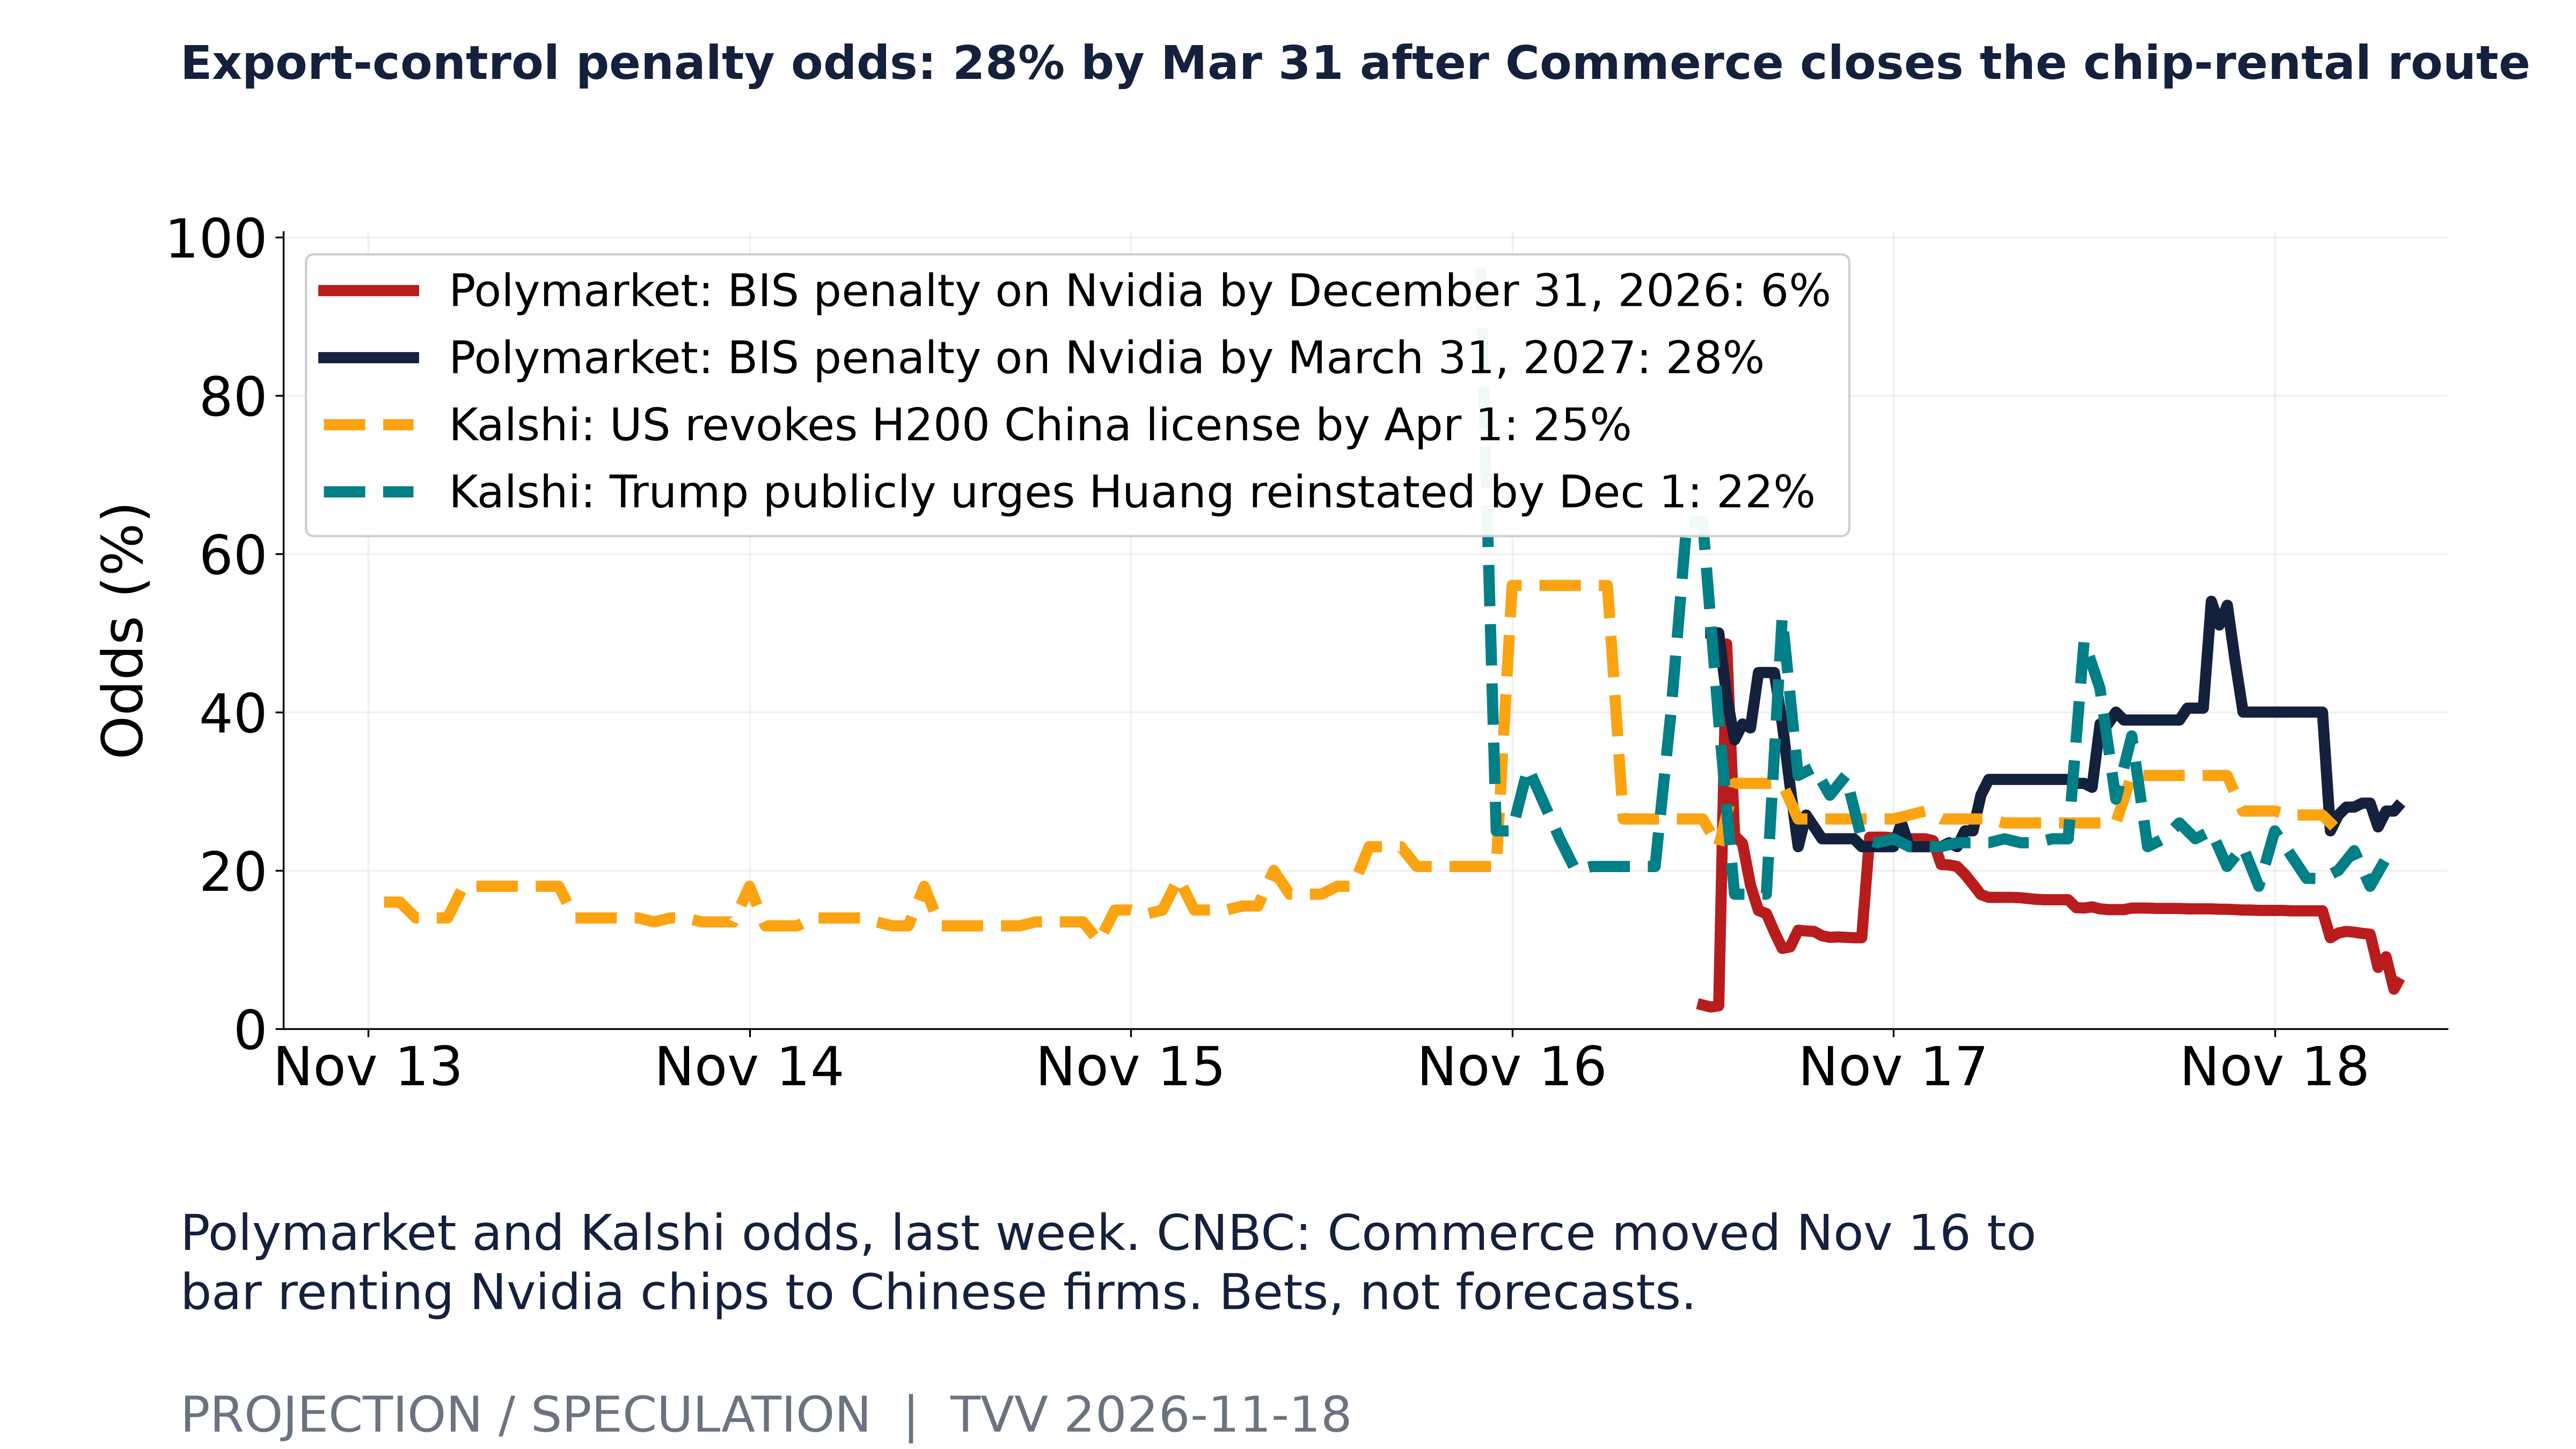 Export-control penalty odds: 28% by Mar 31 after Commerce closes the chip-rental route
100
80
60
40
20
0
Odds (%)
Polymarket: BIS penalty on Nvidia by December 31, 2026: 6%
Polymarket: BIS penalty on Nvidia by March 31, 2027: 28%
Kalshi: US revokes H200 China license by Apr 1: 25%
Kalshi: Trump publicly urges Huang reinstated by Dec 1: 22%
Nov 13 Nov 14 Nov 15 Nov 16 Nov 17 Nov 18
Polymarket and Kalshi odds, last week. CNBC: Commerce moved Nov 16 to
bar renting Nvidia chips to Chinese firms. Bets, not forecasts.
PROJECTION / SPECULATION | TVV 2026-11-18